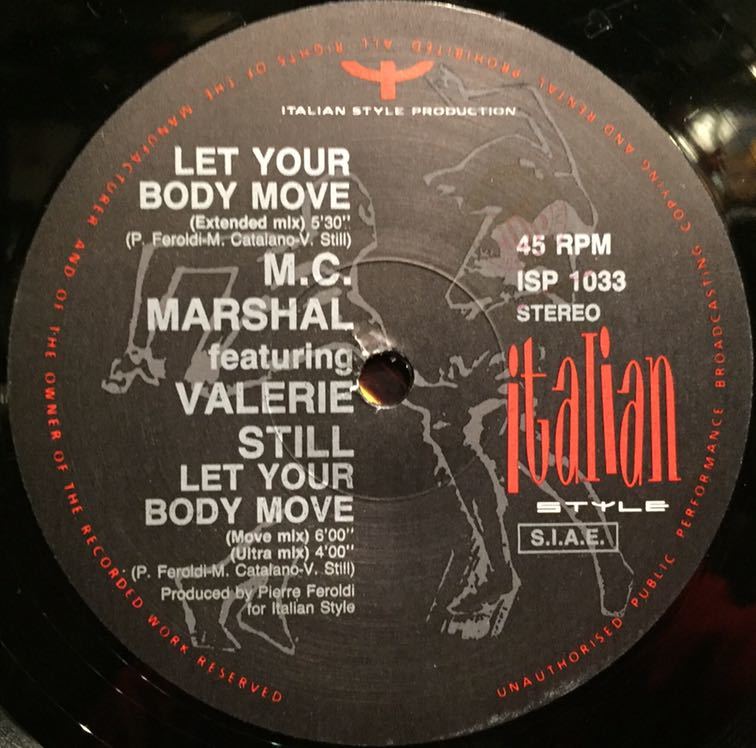 ITALIAN STYLE PRODUCTION
LET YOUR
BODY MOVE
(Extended mix) 5'30"
(P. Feroldi-M. Catalano-V. Still)
M.C.
MARSHAL
featuring
VALERIE
STILL
LET YOUR
BODY MOVE
(Move mix) 6'00"
(Ultra mix) 4'00"
(P. Feroldi-M. Catalano-V. Still)
Produced by Pierre Feroldi
for Italian Style
45 RPM
ISP 1033
STEREO
italian
STYLE
S.I.A.E.
ALL RIGHTS OF THE MANUFACTURER AND OF THE OWNER OF THE RECORDED WORK RESERVED
UNAUTHORISED PUBLIC PERFORMANCE BROADCASTING COPYING AND RENTAL PROHIBITED